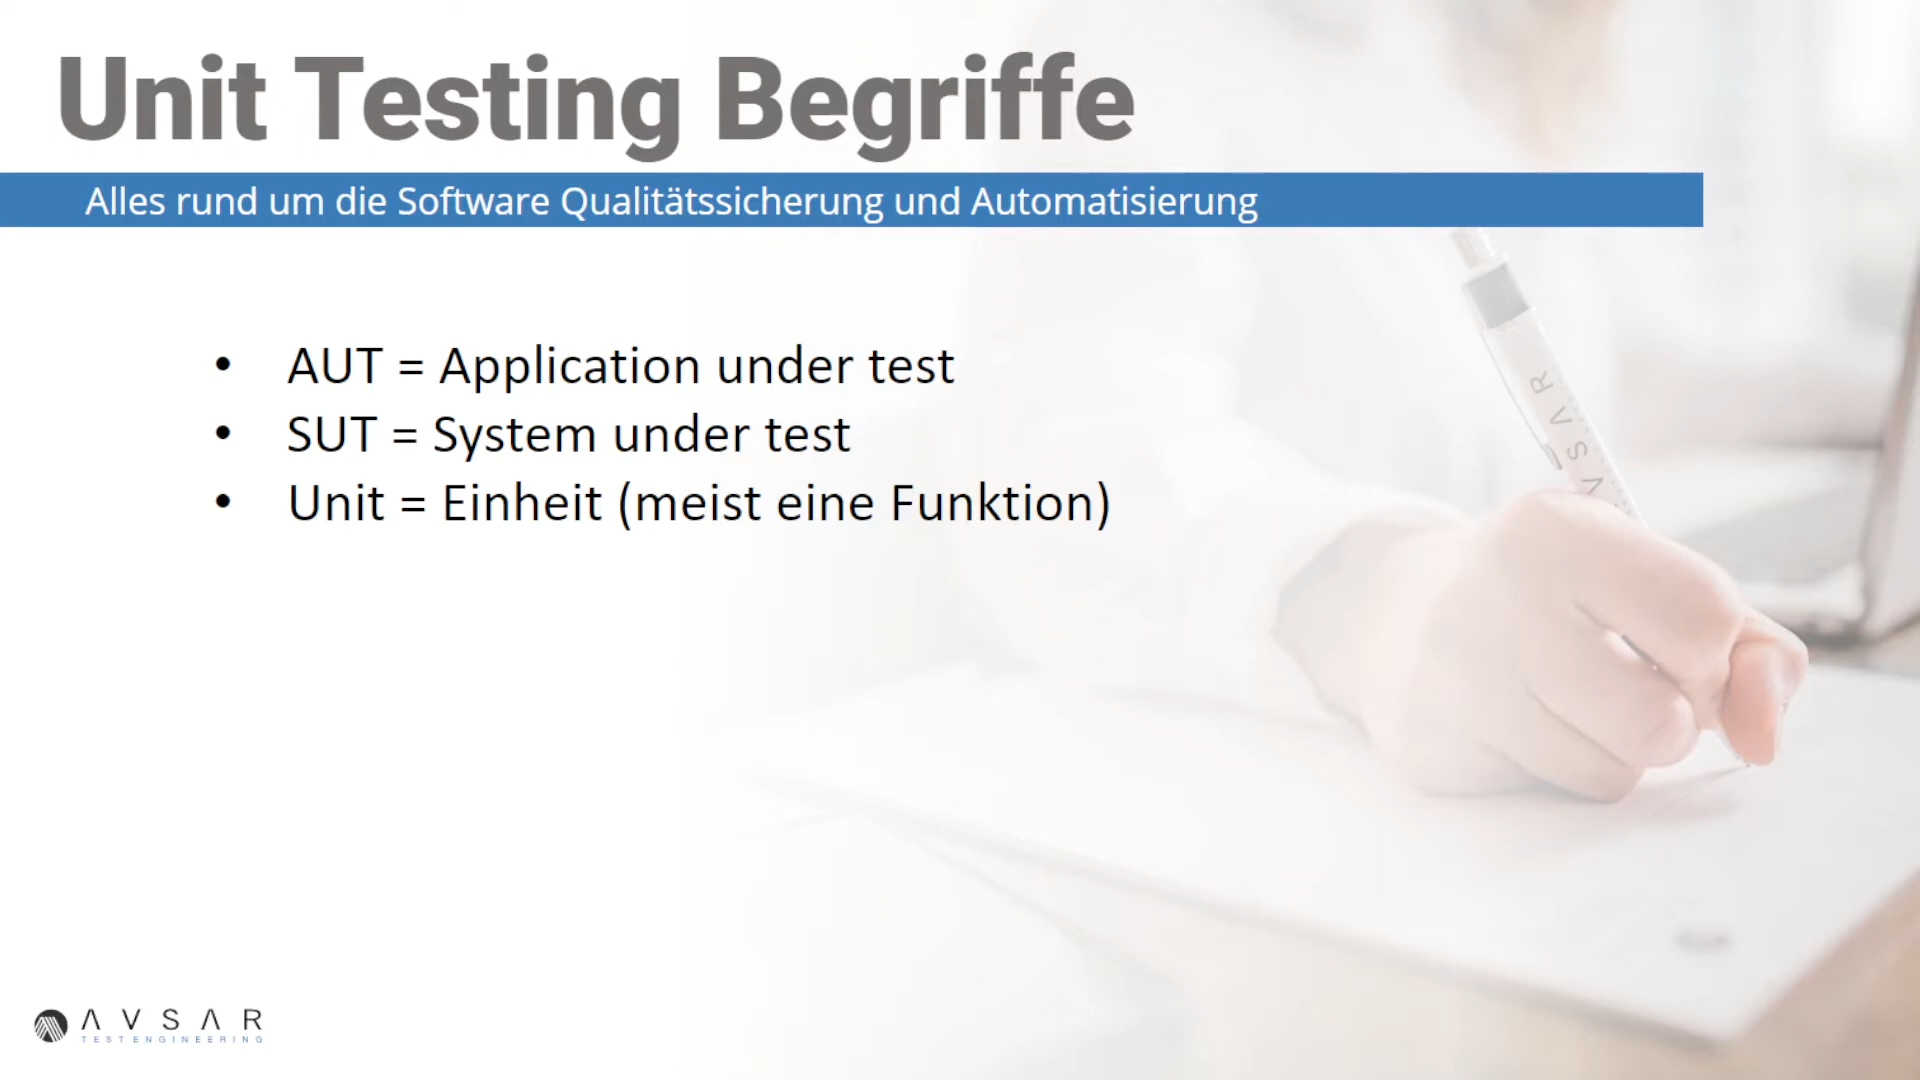 Unit Testing Begriffe
Alles rund um die Software Qualitätssicherung und Automatisierung
• AUT = Application under test
• SUT = System under test
• Unit = Einheit (meist eine Funktion)
AVSAR
AVSAR
TESTENGINEERING